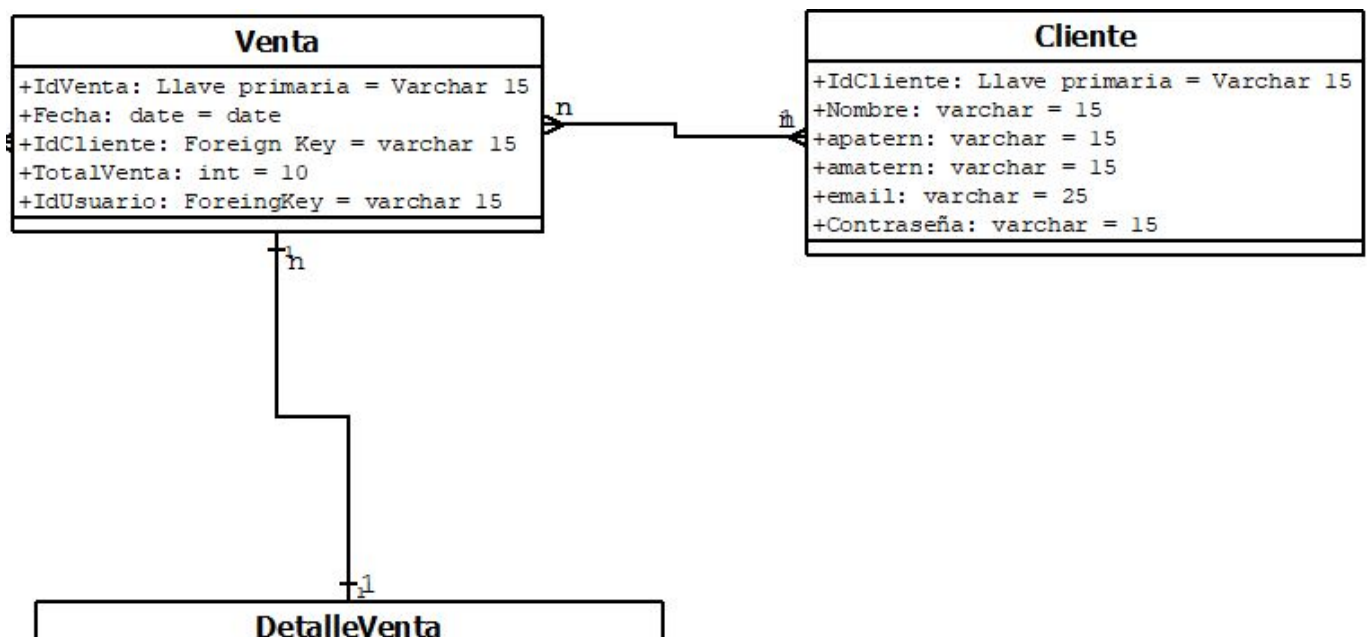 Venta
+IdVenta: Llave primaria = Varchar 15
+Fecha: date = date
+IdCliente: Foreign Key = varchar 15
+TotalVenta: int = 10
+IdUsuario: ForeingKey = varchar 15
n
Cliente
+IdCliente: Llave primaria = Varchar 15
+Nombre: varchar = 15
+apatern: varchar = 15
+amatern: varchar = 15
+email: varchar = 25
+Contraseña: varchar = 15
n
1
DetalleVenta